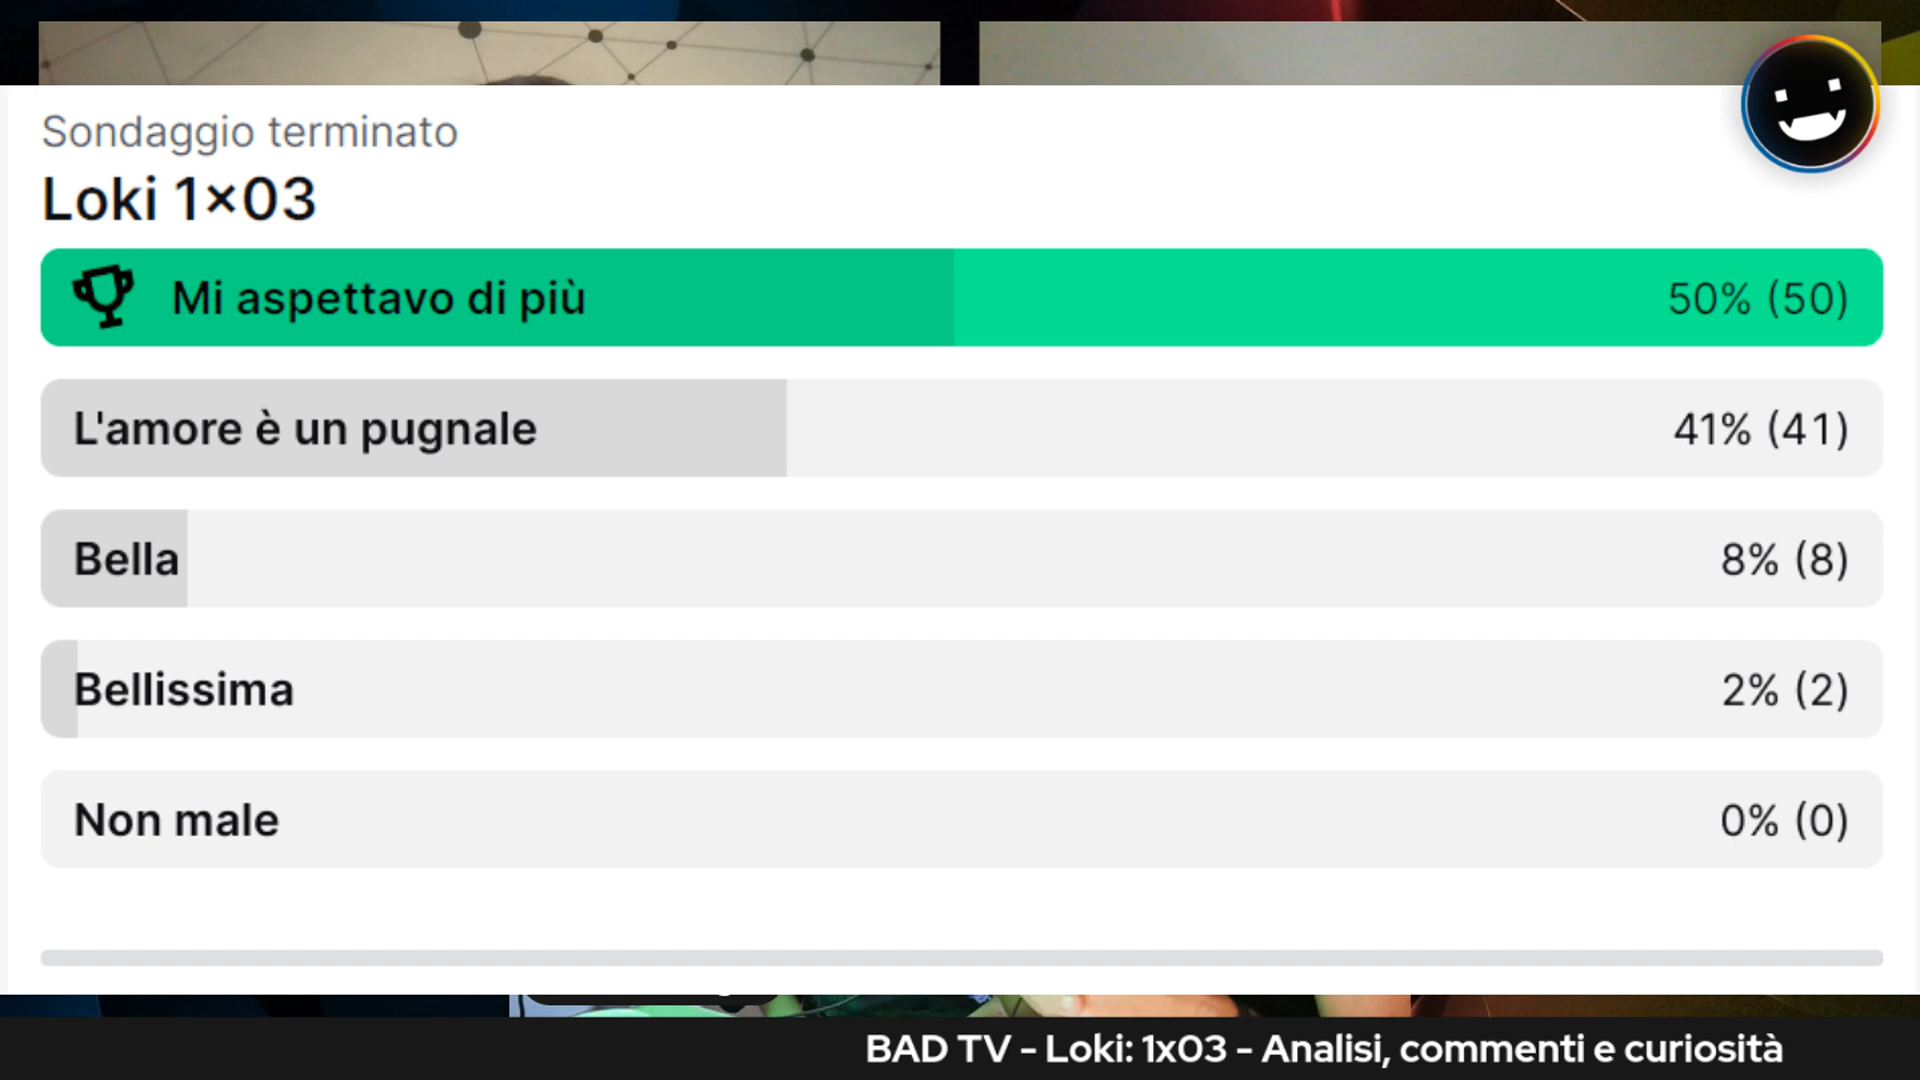 Sondaggio terminato
Loki 1×03
Mi aspettavo di più 50% (50)
L'amore è un pugnale 41% (41)
Bella 8% (8)
Bellissima 2% (2)
Non male 0% (0)
BAD TV - Loki: 1x03 - Analisi, commenti e curiosità